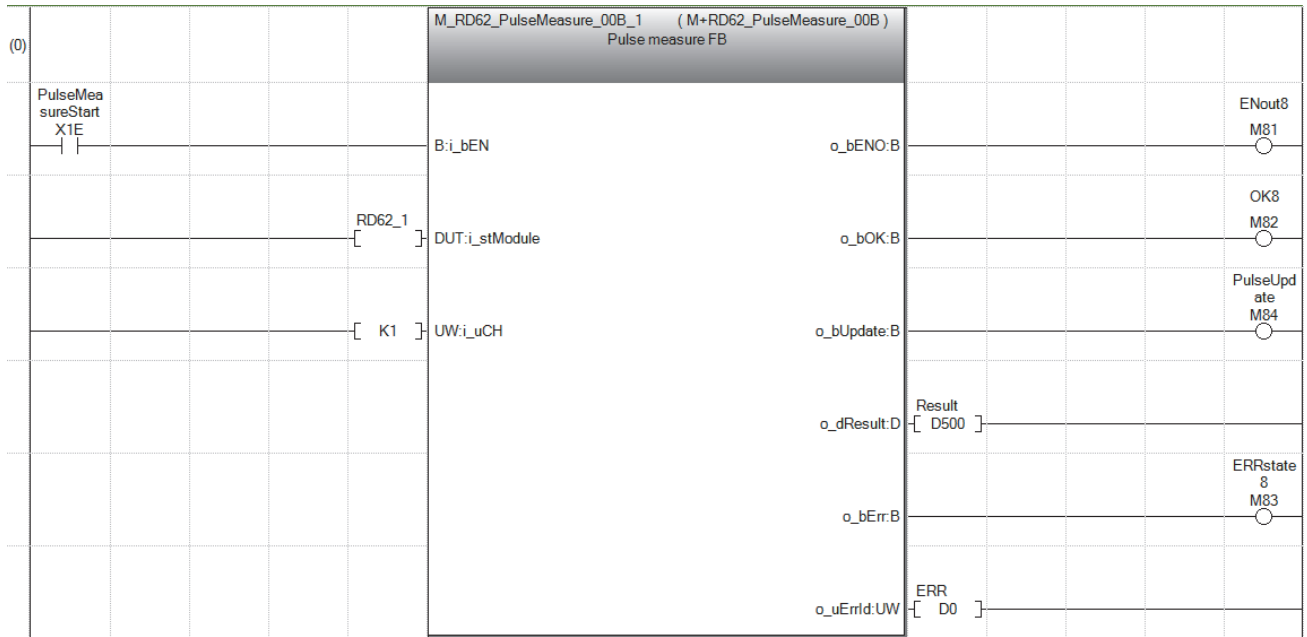 M_RD62_PulseMeasure_00B_1 ( M+RD62_PulseMeasure_00B )
Pulse measure FB
(0)
PulseMea
sureStart
X1E
B:i_bEN
o_bENO:B
ENout8
M81
RD62_1
DUT:i_stModule
o_bOK:B
OK8
M82
K1
UW:i_uCH
o_bUpdate:B
PulseUpd
ate
M84
o_dResult:D
Result
D500
o_bErr:B
ERRstate
8
M83
o_uErrId:UW
ERR
D0